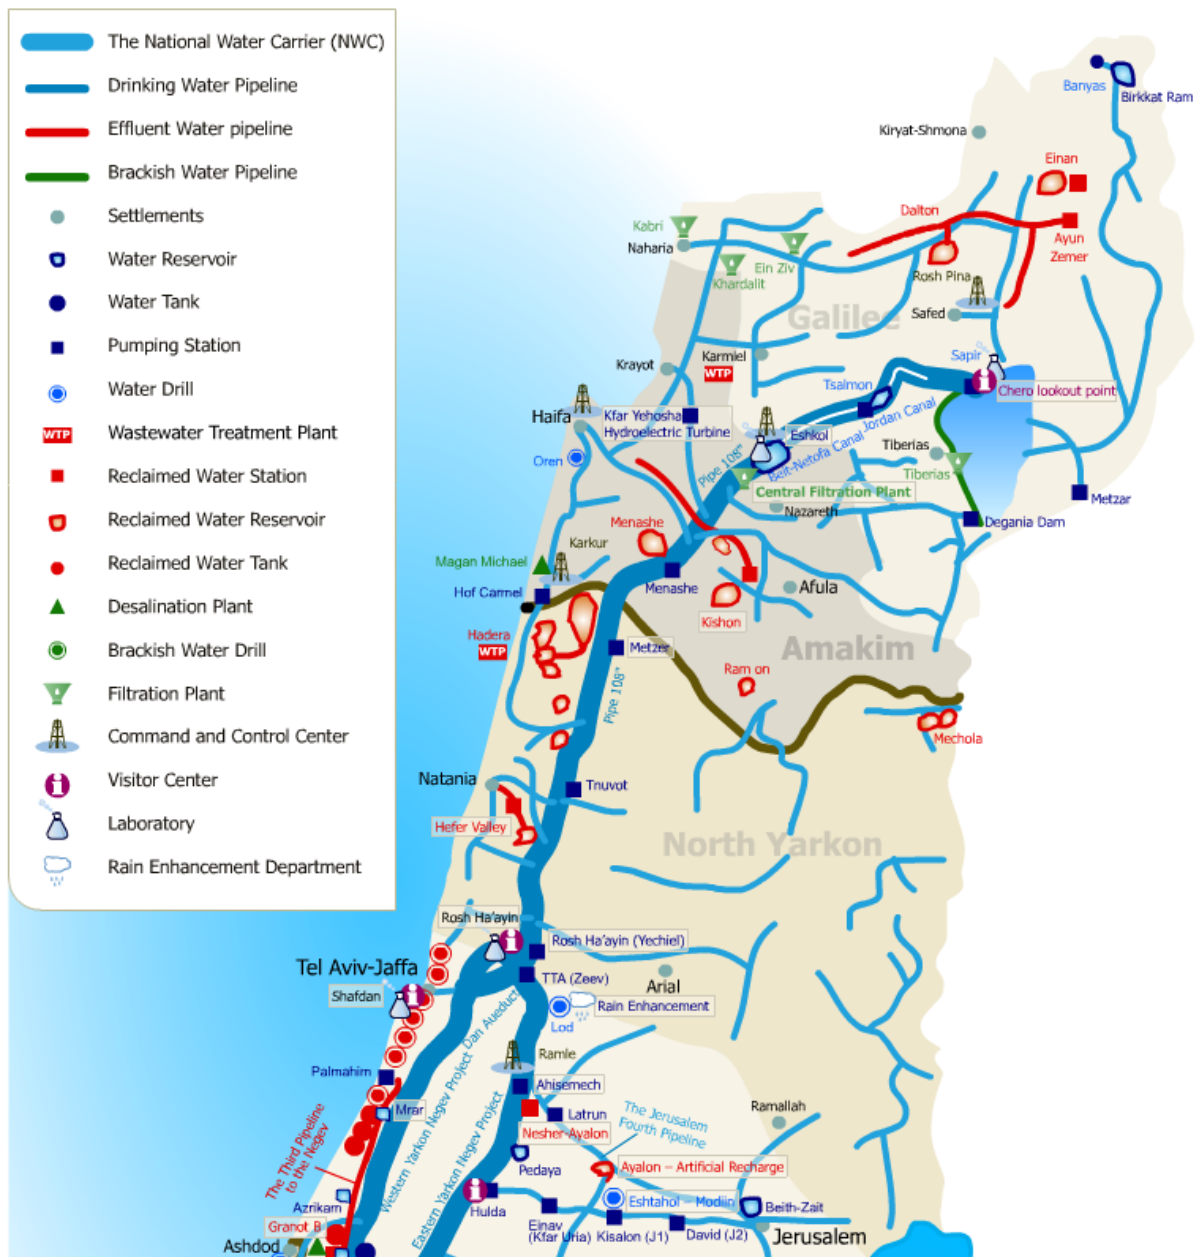 The National Water Carrier (NWC)
Drinking Water Pipeline
Effluent Water pipeline
Brackish Water Pipeline
Settlements
Water Reservoir
Water Tank
Pumping Station
Water Drill
WTP
Wastewater Treatment Plant
Reclaimed Water Station
Reclaimed Water Reservoir
Reclaimed Water Tank
Desalination Plant
Brackish Water Drill
Filtration Plant
Command and Control Center
Visitor Center
Laboratory
Rain Enhancement Department
Banyas
Birkkat Ram
Kiryat-Shmona
Einan
Dalton
Ayun
Zemer
Kabri
Naharia
Ein Ziv
Khardalit
Rosh Pina
Galilee
Safed
Krayot
Karmiel
WTP
Sapir
Chero lookout point
Tsalmon
Jordan Canal
Haifa
Kfar Yehosha
Hydroelectric Turbine
Eshkol
Beit-Netofa Canal
Pipe 108"
Oren
Tiberias
Tiberias
Central Filtration Plant
Nazareth
Metzar
Degania Dam
Menashe
Karkur
Magan Michael
Hof Carmel
Menashe
Afula
Kishon
Hadera
WTP
Metzer
Amakim
Ram on
Pipe 108"
Mechola
Natania
Tnuvot
Hefer Valley
North Yarkon
Rosh Ha'ayin
Rosh Ha'ayin (Yechiel)
Tel Aviv-Jaffa
TTA (Zeev)
Arial
Shafdan
Rain Enhancement
Lod
Dan Aueduct
Western Yarkon Negev Project
Ramle
Palmahim
Ahisemech
Mrar
Latrun
Nesher-Ayalon
The Jerusalem
Fourth Pipeline
Ramallah
Eastern Yarkon Negev Project
The Third Pipeline
to the Negev
Pedaya
Ayalon – Artificial Recharge
Azrikam
Hulda
Eshtahol – Modiin
Beith-Zait
Granot B
Einav
(Kfar Uria)
Kisalon (J1)
David (J2)
Jerusalem
Ashdod